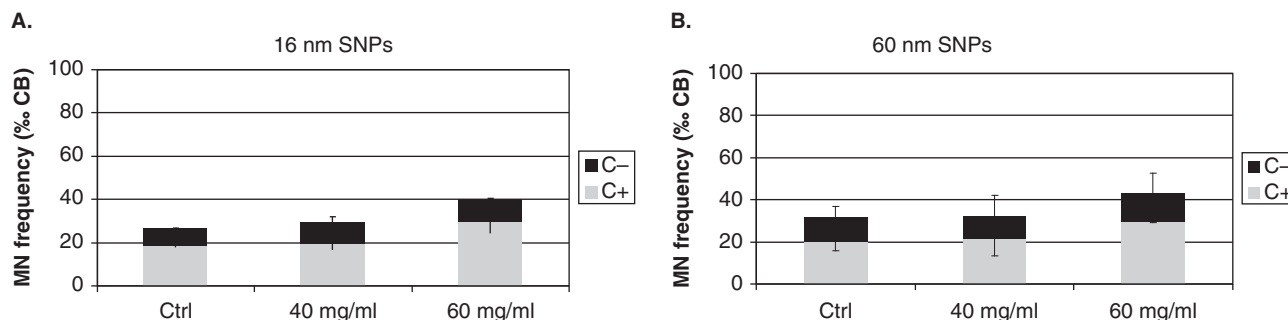 A.
16 nm SNPs
MN frequency (‰ CB)
100
80
60
40
20
0
Ctrl
40 mg/ml
60 mg/ml
C–
C+
B.
60 nm SNPs
MN frequency (‰ CB)
100
80
60
40
20
0
Ctrl
40 mg/ml
60 mg/ml
C–
C+